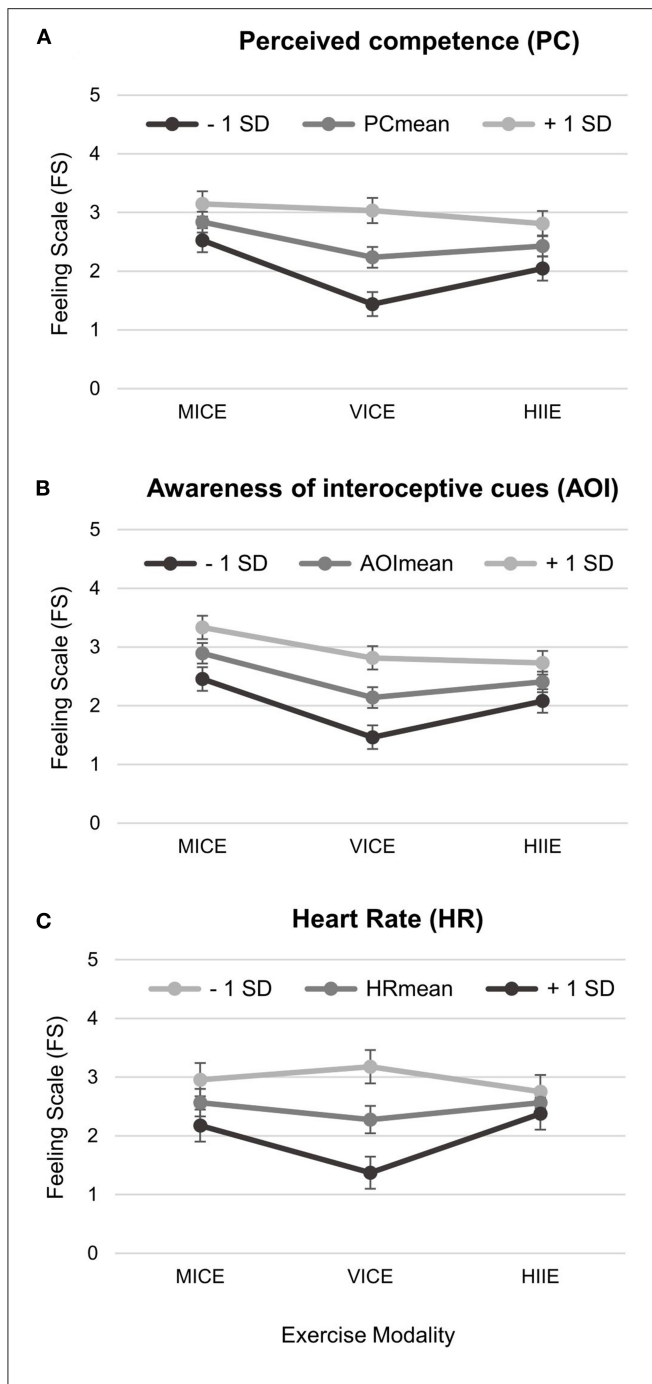 A
Perceived competence (PC)
5
- 1 SD PCmean + 1 SD
4
3
2
1
0
Feeling Scale (FS)
MICE VICE HIIE
B
Awareness of interoceptive cues (AOI)
5
- 1 SD AOImean + 1 SD
4
3
2
1
0
Feeling Scale (FS)
MICE VICE HIIE
C
Heart Rate (HR)
5
- 1 SD HRmean + 1 SD
4
3
2
1
0
Feeling Scale (FS)
MICE VICE HIIE
Exercise Modality